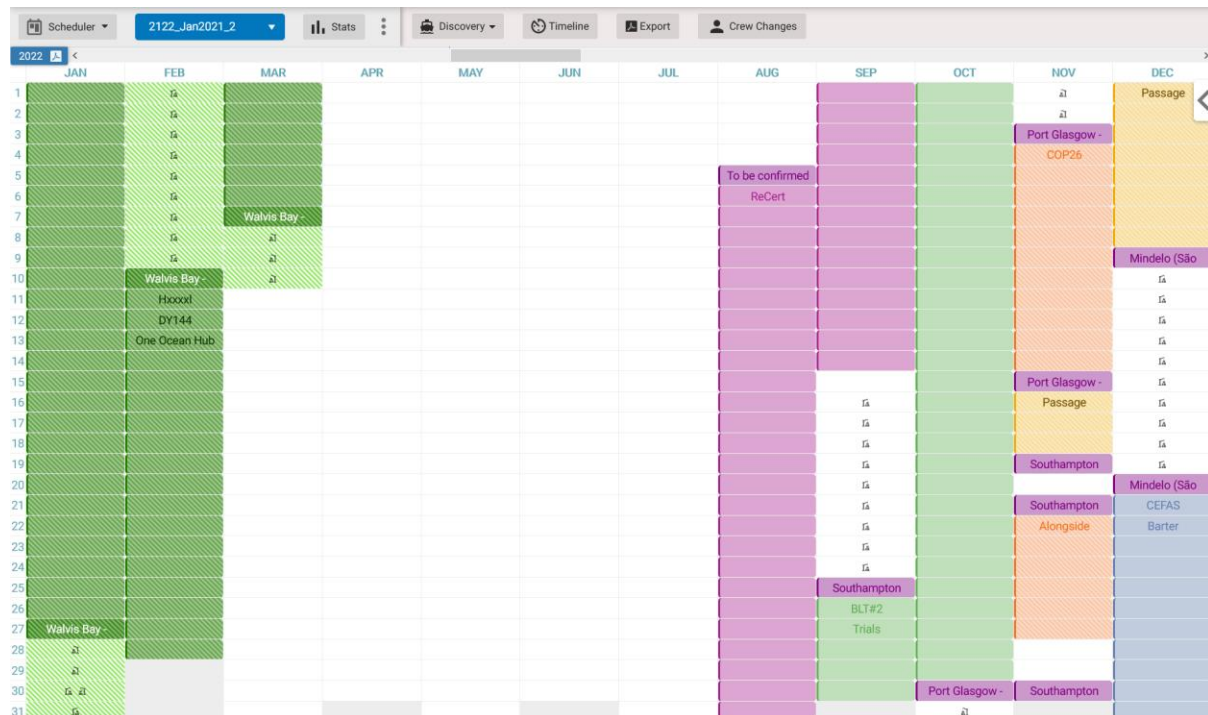 Scheduler 2122_Jan2021_2 Stats Discovery Timeline Export Crew Changes
2022
JAN FEB MAR APR MAY JUN JUL AUG SEP OCT NOV DEC
1 Passage
2
3 Port Glasgow -
4 COP26
5 To be confirmed
6 ReCert
7 Walvis Bay -
8
9 Mindelo (São
10 Walvis Bay -
11 Hxxxxl
12 DY144
13 One Ocean Hub
14
15 Port Glasgow -
16 Passage
17
18
19 Southampton
20 Mindelo (São
21 Southampton CEFAS
22 Alongside Barter
23
24
25 Southampton
26 BLT#2
27 Walvis Bay - Trials
28
29
30 Port Glasgow - Southampton
31